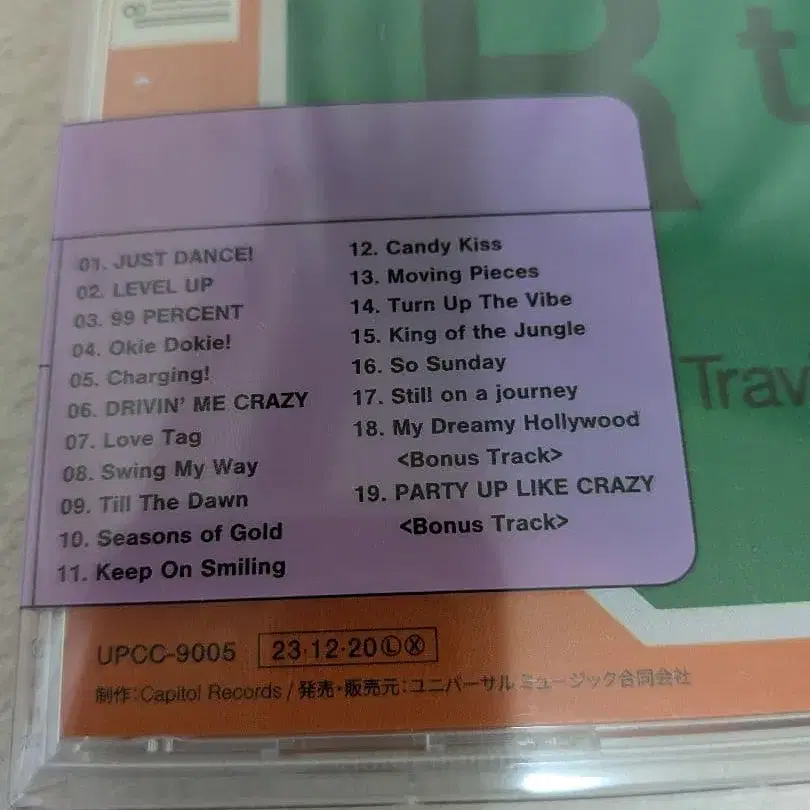 R t
Trav
01. JUST DANCE!
02. LEVEL UP
03. 99 PERCENT
04. Okie Dokie!
05. Charging!
06. DRIVIN' ME CRAZY
07. Love Tag
08. Swing My Way
09. Till The Dawn
10. Seasons of Gold
11. Keep On Smiling
12. Candy Kiss
13. Moving Pieces
14. Turn Up The Vibe
15. King of the Jungle
16. So Sunday
17. Still on a journey
18. My Dreamy Hollywood
<Bonus Track>
19. PARTY UP LIKE CRAZY
<Bonus Track>
UPCC-9005 23·12·20ⓁⓍ
制作:Capitol Records / 発売・販売元:ユニバーサル ミュージック合同会社